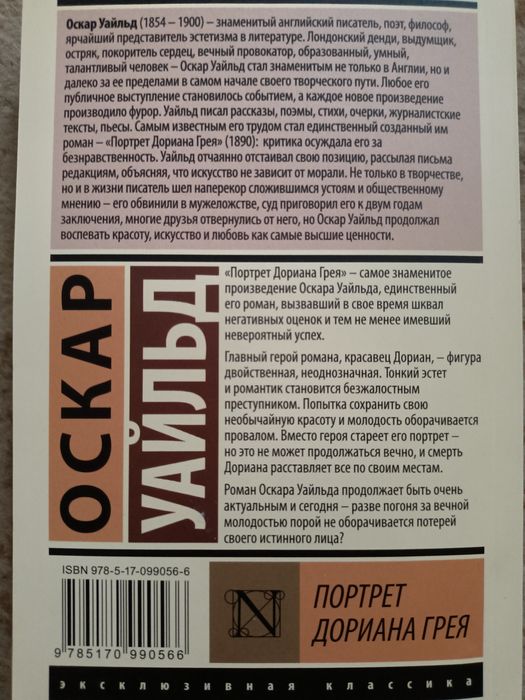 Оскар Уайльд (1854 – 1900) – знаменитый английский писатель, поэт, философ,
ярчайший представитель эстетизма в литературе. Лондонский денди, выдумщик,
остряк, покоритель сердец, вечный провокатор, образованный, умный,
талантливый человек – Оскар Уайльд стал знаменитым не только в Англии, но и
далеко за ее пределами в самом начале своего творческого пути. Любое его
публичное выступление становилось событием, а каждое новое произведение
производило фурор. Уайльд писал рассказы, поэмы, стихи, очерки, журналистские
тексты, пьесы. Самым известным его трудом стал единственный созданный им
роман – «Портрет Дориана Грея» (1890): критика осуждала его за
безнравственность. Уайльд отчаянно отстаивал свою позицию, рассылая письма
редакциям, объясняя, что искусство не зависит от морали. Не только в творчестве,
но и в жизни писатель шел наперекор сложившимся устоям и общественному
мнению – его обвинили в мужеложстве, суд приговорил его к двум годам
заключения, многие друзья отвернулись от него, но Оскар Уайльд продолжал
воспевать красоту, искусство и любовь как самые высшие ценности.
ОСКАР
УАЙЛЬД
«Портрет Дориана Грея» – самое знаменитое
произведение Оскара Уайльда, единственный
его роман, вызвавший в свое время шквал
негативных оценок и тем не менее имевший
невероятный успех.
Главный герой романа, красавец Дориан, – фигура
двойственная, неоднозначная. Тонкий эстет
и романтик становится безжалостным
преступником. Попытка сохранить свою
необычайную красоту и молодость оборачивается
провалом. Вместо героя стареет его портрет –
но это не может продолжаться вечно, и смерть
Дориана расставляет все по своим местам.
Роман Оскара Уайльда продолжает быть очень
актуальным и сегодня – разве погоня за вечной
молодостью порой не оборачивается потерей
своего истинного лица?
ISBN 978-5-17-099056-6
9 785170 990566
N
ПОРТРЕТ
ДОРИАНА ГРЕЯ
эксклюзивная классика